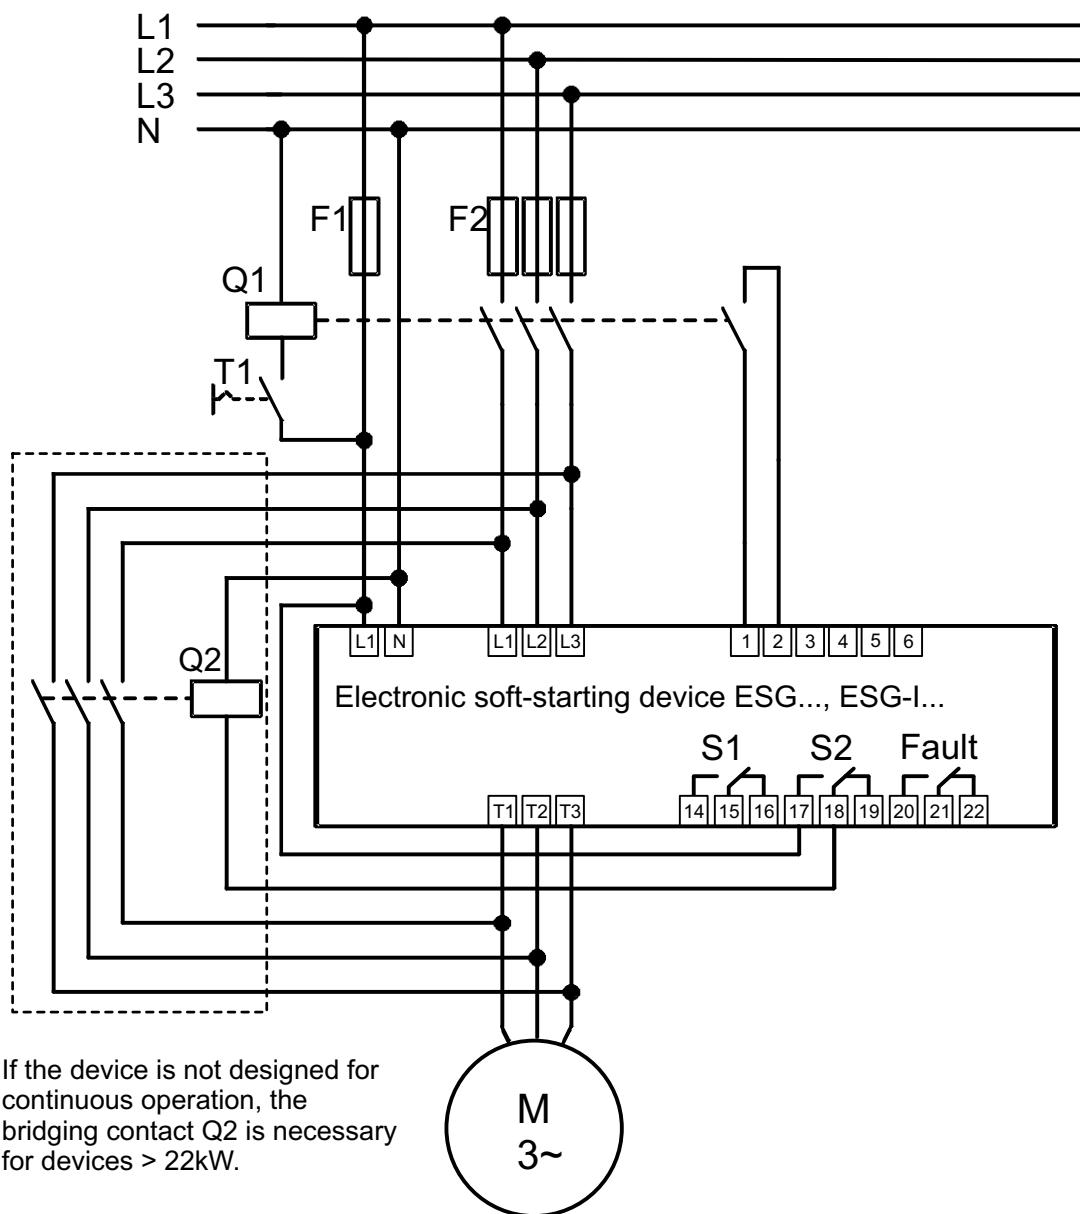 L1
L2
L3
N
F1
F2
Q1
T1
L1 N L1 L2 L3 1 2 3 4 5 6
Q2
Electronic soft-starting device ESG..., ESG-I...
S1 S2 Fault
T1 T2 T3 14 15 16 17 18 19 20 21 22
If the device is not designed for
continuous operation, the
bridging contact Q2 is necessary
for devices > 22kW.
M
3~